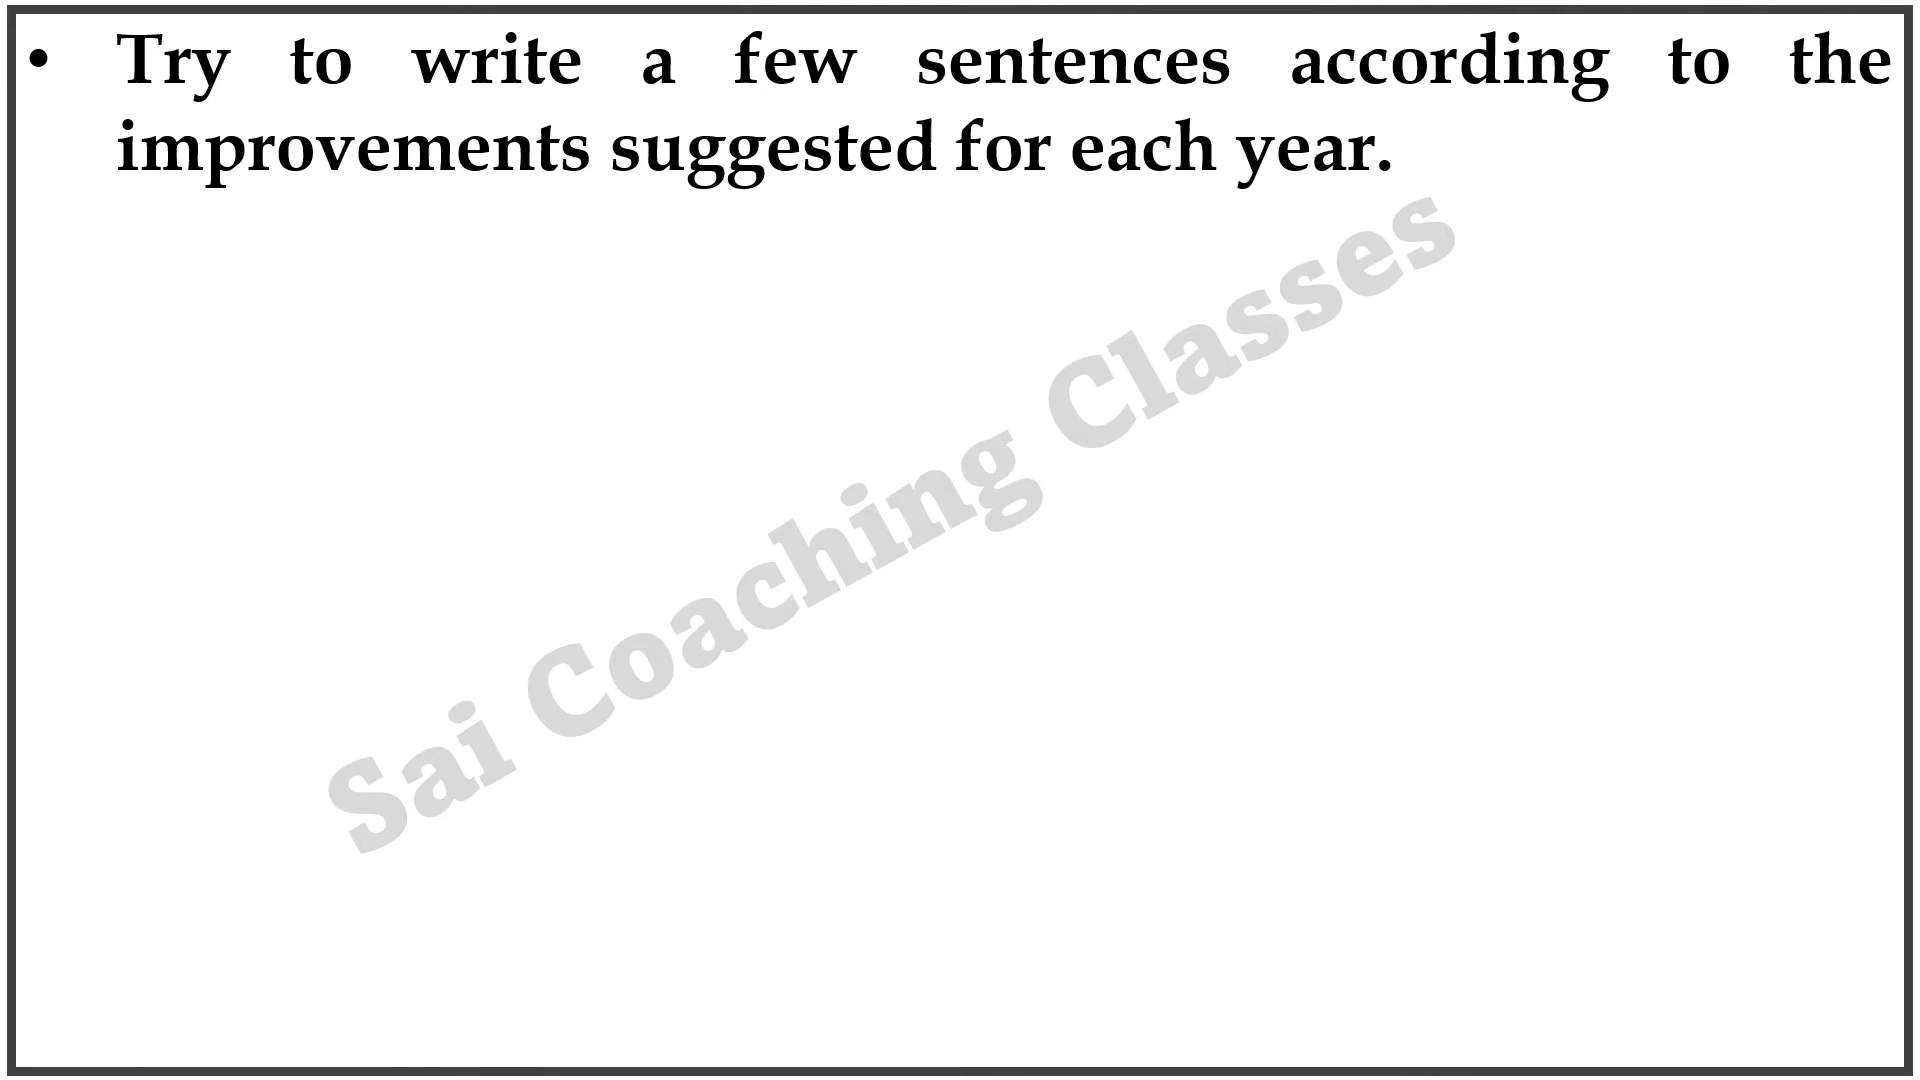 • Try to write a few sentences according to the
improvements suggested for each year.
Sai Coaching Classes